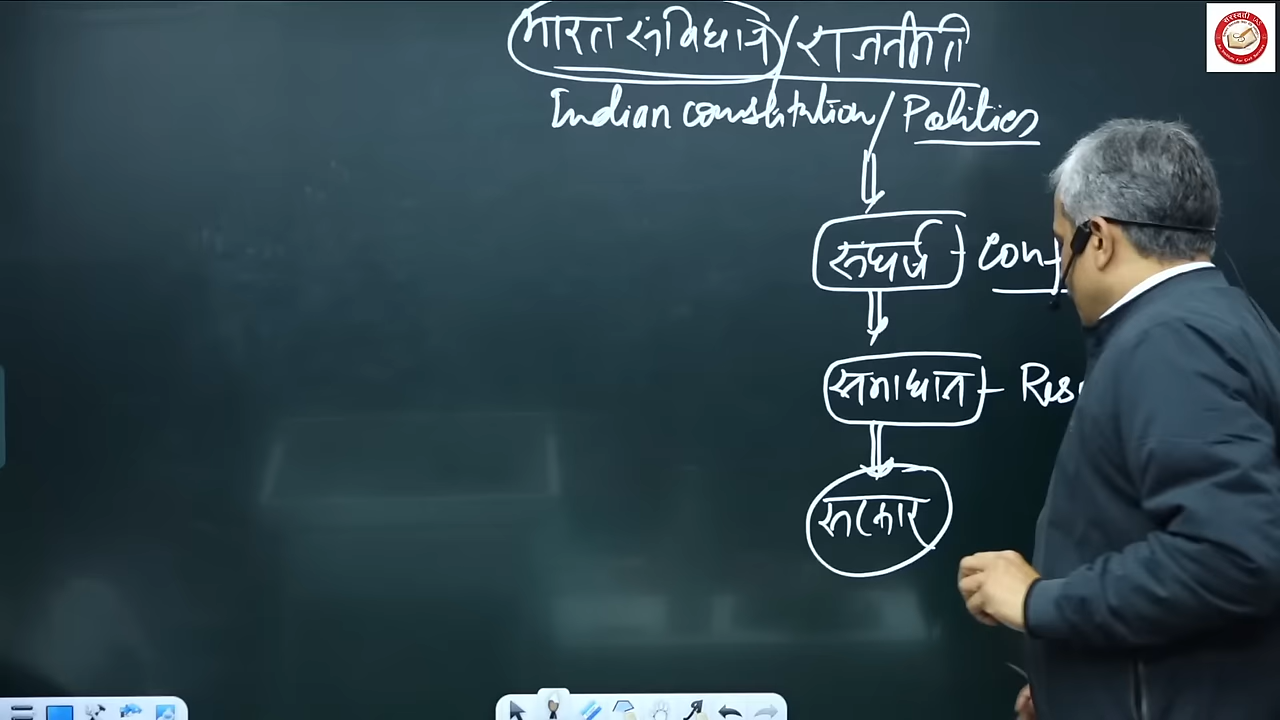 भारत संविधान / राजनीति
Indian constitution / Politics
संघर्ष - Con
समाधान - Res
सरकार